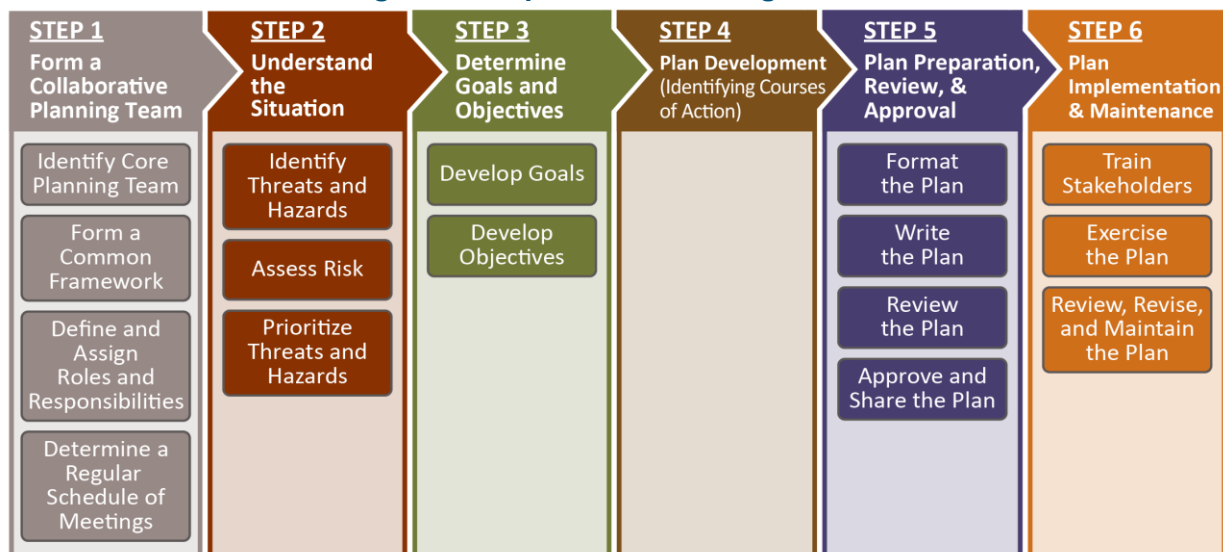 STEP 1
Form a
Collaborative
Planning Team
Identify Core
Planning Team
Form a
Common
Framework
Define and
Assign
Roles and
Responsibilities
Determine a
Regular
Schedule of
Meetings
STEP 2
Understand
the
Situation
Identify
Threats and
Hazards
Assess Risk
Prioritize
Threats and
Hazards
STEP 3
Determine
Goals and
Objectives
Develop Goals
Develop
Objectives
STEP 4
Plan Development
(Identifying Courses
of Action)
STEP 5
Plan Preparation,
Review, &
Approval
Format
the Plan
Write
the Plan
Review
the Plan
Approve and
Share the Plan
STEP 6
Plan
Implementation
& Maintenance
Train
Stakeholders
Exercise
the Plan
Review, Revise,
and Maintain
the Plan